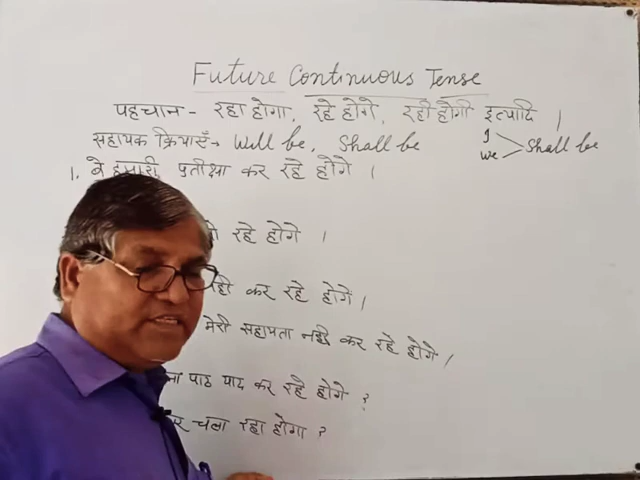 Future Continuous Tense
पहचान - रहा होगा, रहे होगे, रही होगी इत्यादि ।
सहायक क्रियाएँ → Will be, Shall be
I
We
Shall be
1. वे हमारी प्रतीक्षा कर रहे होगे ।
रहे होगे ।
कर रहे होगे ।
मेरी सहायता नही कर रहे होगे ।
पाठ याद कर रहे होगे ?
चला रहा होगा ?